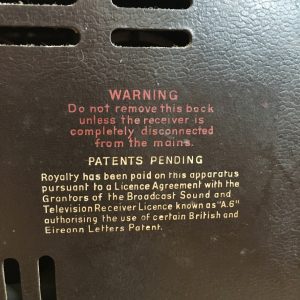 WARNING
Do not remove this back
unless the receiver is
completely disconnected
from the mains.
PATENTS PENDING
Royalty has been paid on this apparatus
pursuant to a Licence Agreement with the
Grantors of the Broadcast Sound and
Television Receiver Licence known as "A.6"
authorising the use of certain British and
Eireann Letters Patent.